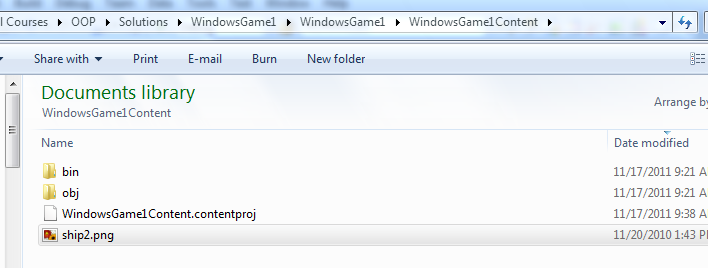 l Courses ▸ OOP ▸ Solutions ▸ WindowsGame1 ▸ WindowsGame1 ▸ WindowsGame1Content ▸
Share with ▾ Print E-mail Burn New folder
Documents library
WindowsGame1Content
Arrange by
Name Date modified
bin 11/17/2011 9:21 A
obj 11/17/2011 9:21 A
WindowsGame1Content.contentproj 11/17/2011 9:38 A
ship2.png 11/20/2010 1:43 P